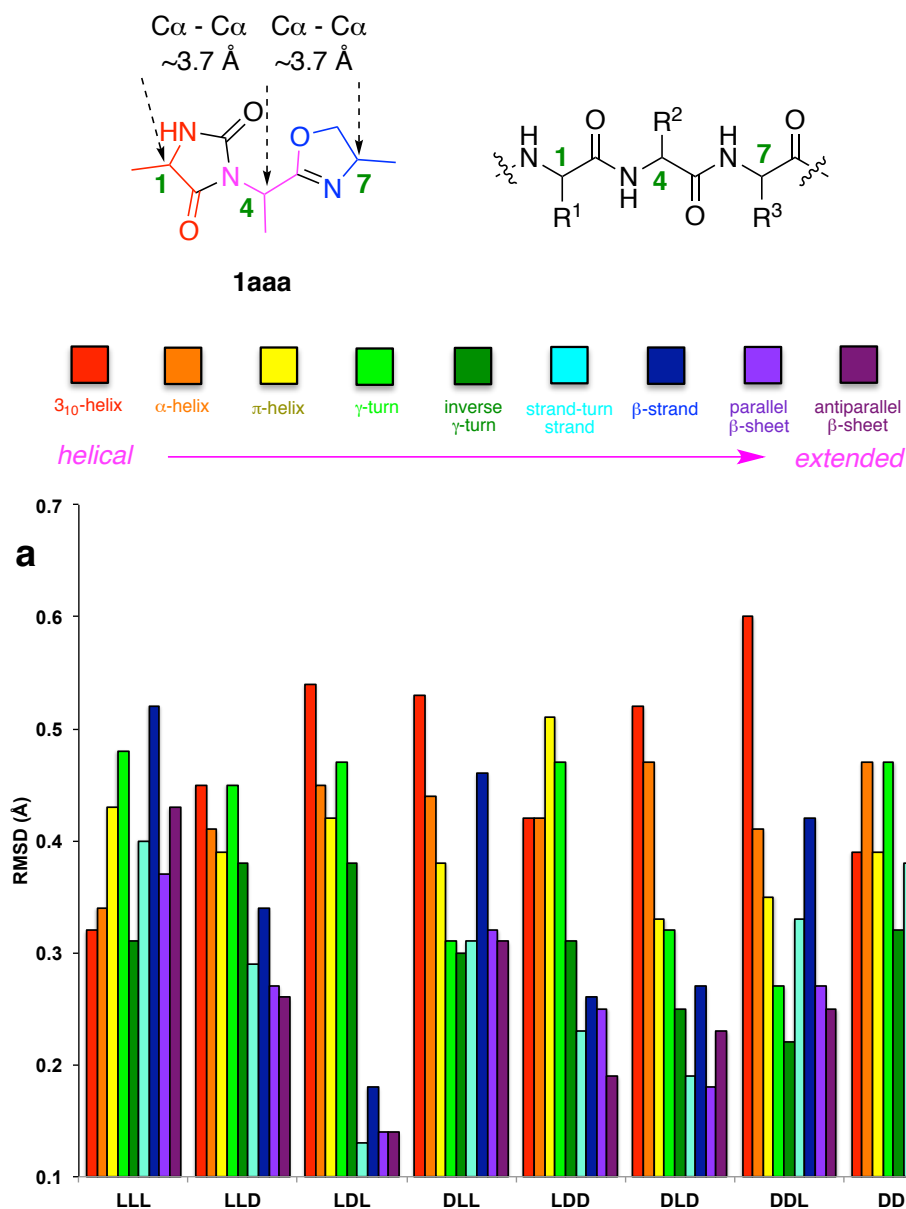 Cα - Cα Cα - Cα
~3.7 Å ~3.7 Å
HN O O
1 N 4 N 7
O
1aaa
H N 1 O N H R² 4 O H N 7 O
R¹ R³
3₁₀-helix α-helix π-helix γ-turn inverse γ-turn strand-turn strand β-strand parallel β-sheet antiparallel β-sheet
helical extended
a
RMSD (Å)
0.7
0.6
0.5
0.4
0.3
0.2
0.1
LLL LLD LDL DLL LDD DLD DDL DD